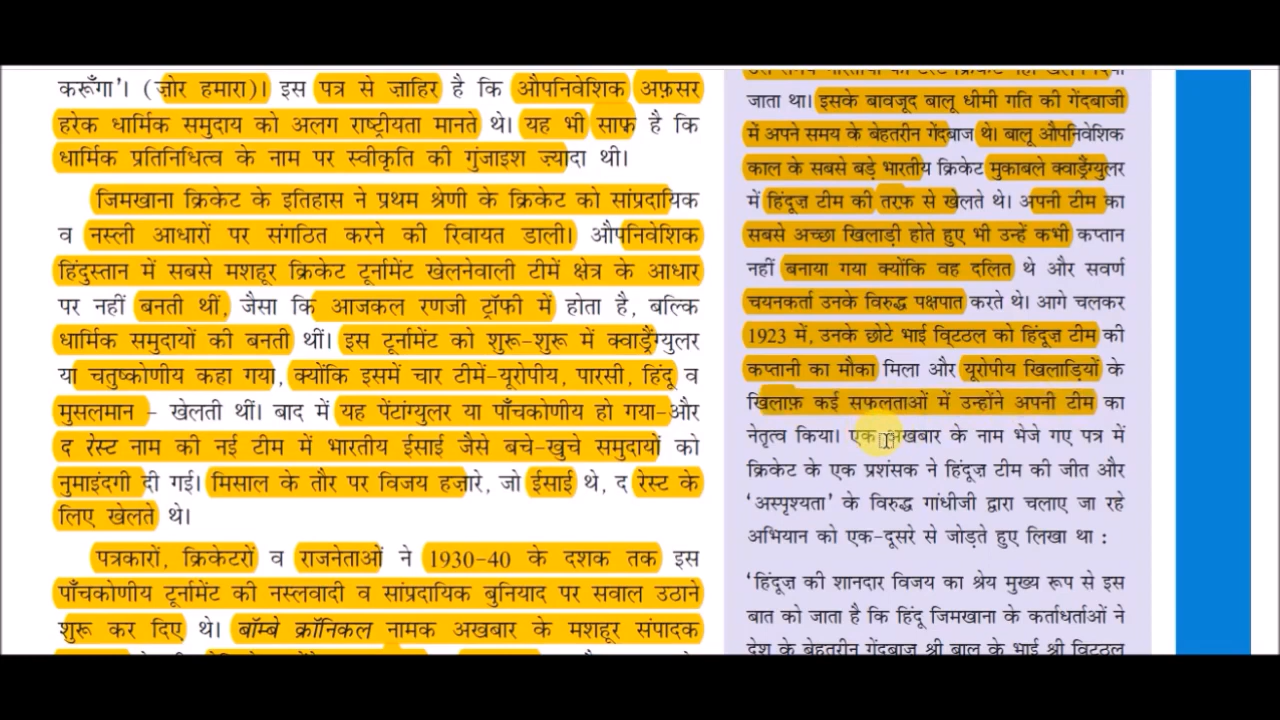 करूँगा'। (ज़ोर हमारा)। इस पत्र से ज़ाहिर है कि औपनिवेशिक अफ़सर
हरेक धार्मिक समुदाय को अलग राष्ट्रीयता मानते थे। यह भी साफ़ है कि
धार्मिक प्रतिनिधित्व के नाम पर स्वीकृति की गुंजाइश ज़्यादा थी।
जिमखाना क्रिकेट के इतिहास ने प्रथम श्रेणी के क्रिकेट को सांप्रदायिक
व नस्ली आधारों पर संगठित करने की रिवायत डाली। औपनिवेशिक
हिंदुस्तान में सबसे मशहूर क्रिकेट टूर्नामेंट खेलनेवाली टीमें क्षेत्र के आधार
पर नहीं बनती थीं, जैसा कि आजकल रणजी ट्रॉफी में होता है, बल्कि
धार्मिक समुदायों की बनती थीं। इस टूर्नामेंट को शुरू-शुरू में क्वाड्रैंग्युलर
या चतुष्कोणीय कहा गया, क्योंकि इसमें चार टीमें-यूरोपीय, पारसी, हिंदू व
मुसलमान - खेलती थीं। बाद में यह पेंटांग्युलर या पाँचकोणीय हो गया-और
द रेस्ट नाम की नई टीम में भारतीय ईसाई जैसे बचे-खुचे समुदायों को
नुमाइंदगी दी गई। मिसाल के तौर पर विजय हज़ारे, जो ईसाई थे, द रेस्ट के
लिए खेलते थे।
पत्रकारों, क्रिकेटरों व राजनेताओं ने 1930-40 के दशक तक इस
पाँचकोणीय टूर्नामेंट की नस्लवादी व सांप्रदायिक बुनियाद पर सवाल उठाने
शुरू कर दिए थे। बॉम्बे क्रॉनिकल नामक अखबार के मशहूर संपादक
जाता था। इसके बावजूद बालू धीमी गति की गेंदबाजी
में अपने समय के बेहतरीन गेंदबाज थे। बालू औपनिवेशिक
काल के सबसे बड़े भारतीय क्रिकेट मुकाबले क्वाड्रैंग्युलर
में हिंदूज़ टीम की तरफ़ से खेलते थे। अपनी टीम का
सबसे अच्छा खिलाड़ी होते हुए भी उन्हें कभी कप्तान
नहीं बनाया गया क्योंकि वह दलित थे और सवर्ण
चयनकर्ता उनके विरुद्ध पक्षपात करते थे। आगे चलकर
1923 में, उनके छोटे भाई विट्ठल को हिंदूज़ टीम की
कप्तानी का मौका मिला और यूरोपीय खिलाड़ियों के
खिलाफ़ कई सफलताओं में उन्होंने अपनी टीम का
नेतृत्व किया। एक अखबार के नाम भेजे गए पत्र में
क्रिकेट के एक प्रशंसक ने हिंदूज़ टीम की जीत और
'अस्पृश्यता' के विरुद्ध गांधीजी द्वारा चलाए जा रहे
अभियान को एक-दूसरे से जोड़ते हुए लिखा था :
'हिंदूज़ की शानदार विजय का श्रेय मुख्य रूप से इस
बात को जाता है कि हिंदू जिमखाना के कर्ताधर्ताओं ने
देश के बेहतरीन गेंदबाज श्री बालू के भाई श्री विट्ठल